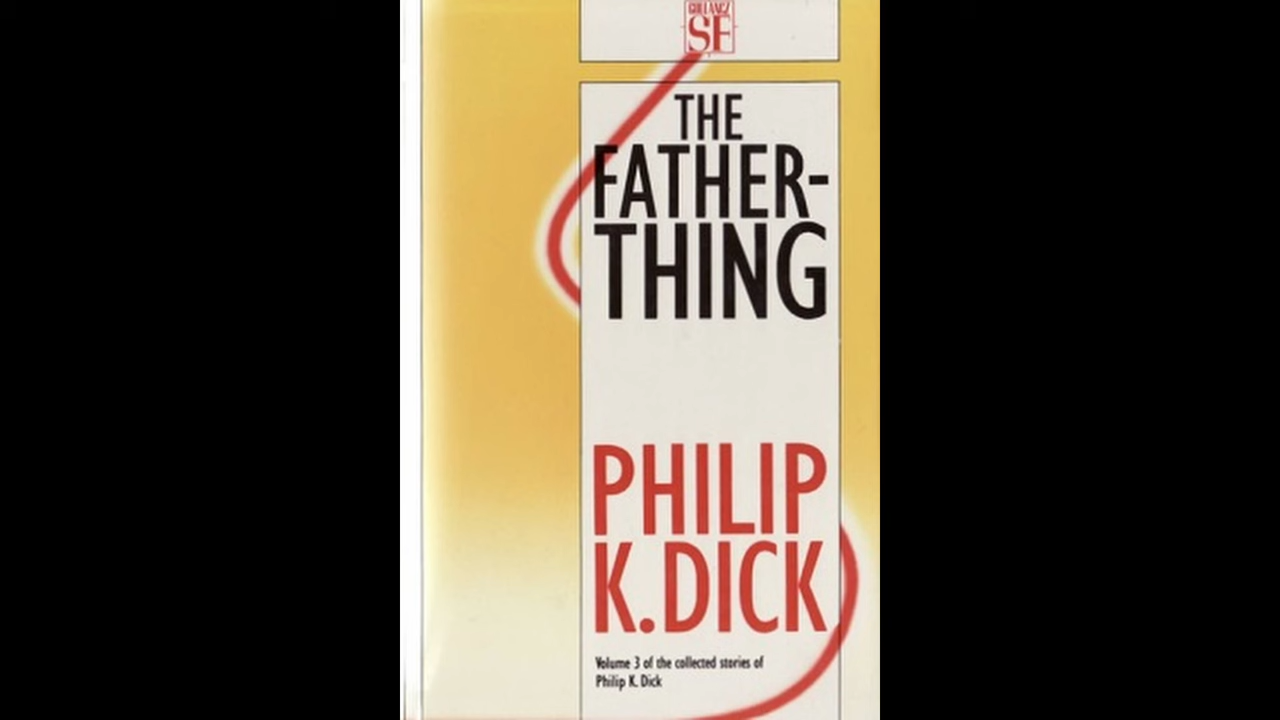 GOLLANCZ
SF
THE
FATHER-
THING
PHILIP
K. DICK
Volume 3 of the collected stories of
Philip K. Dick